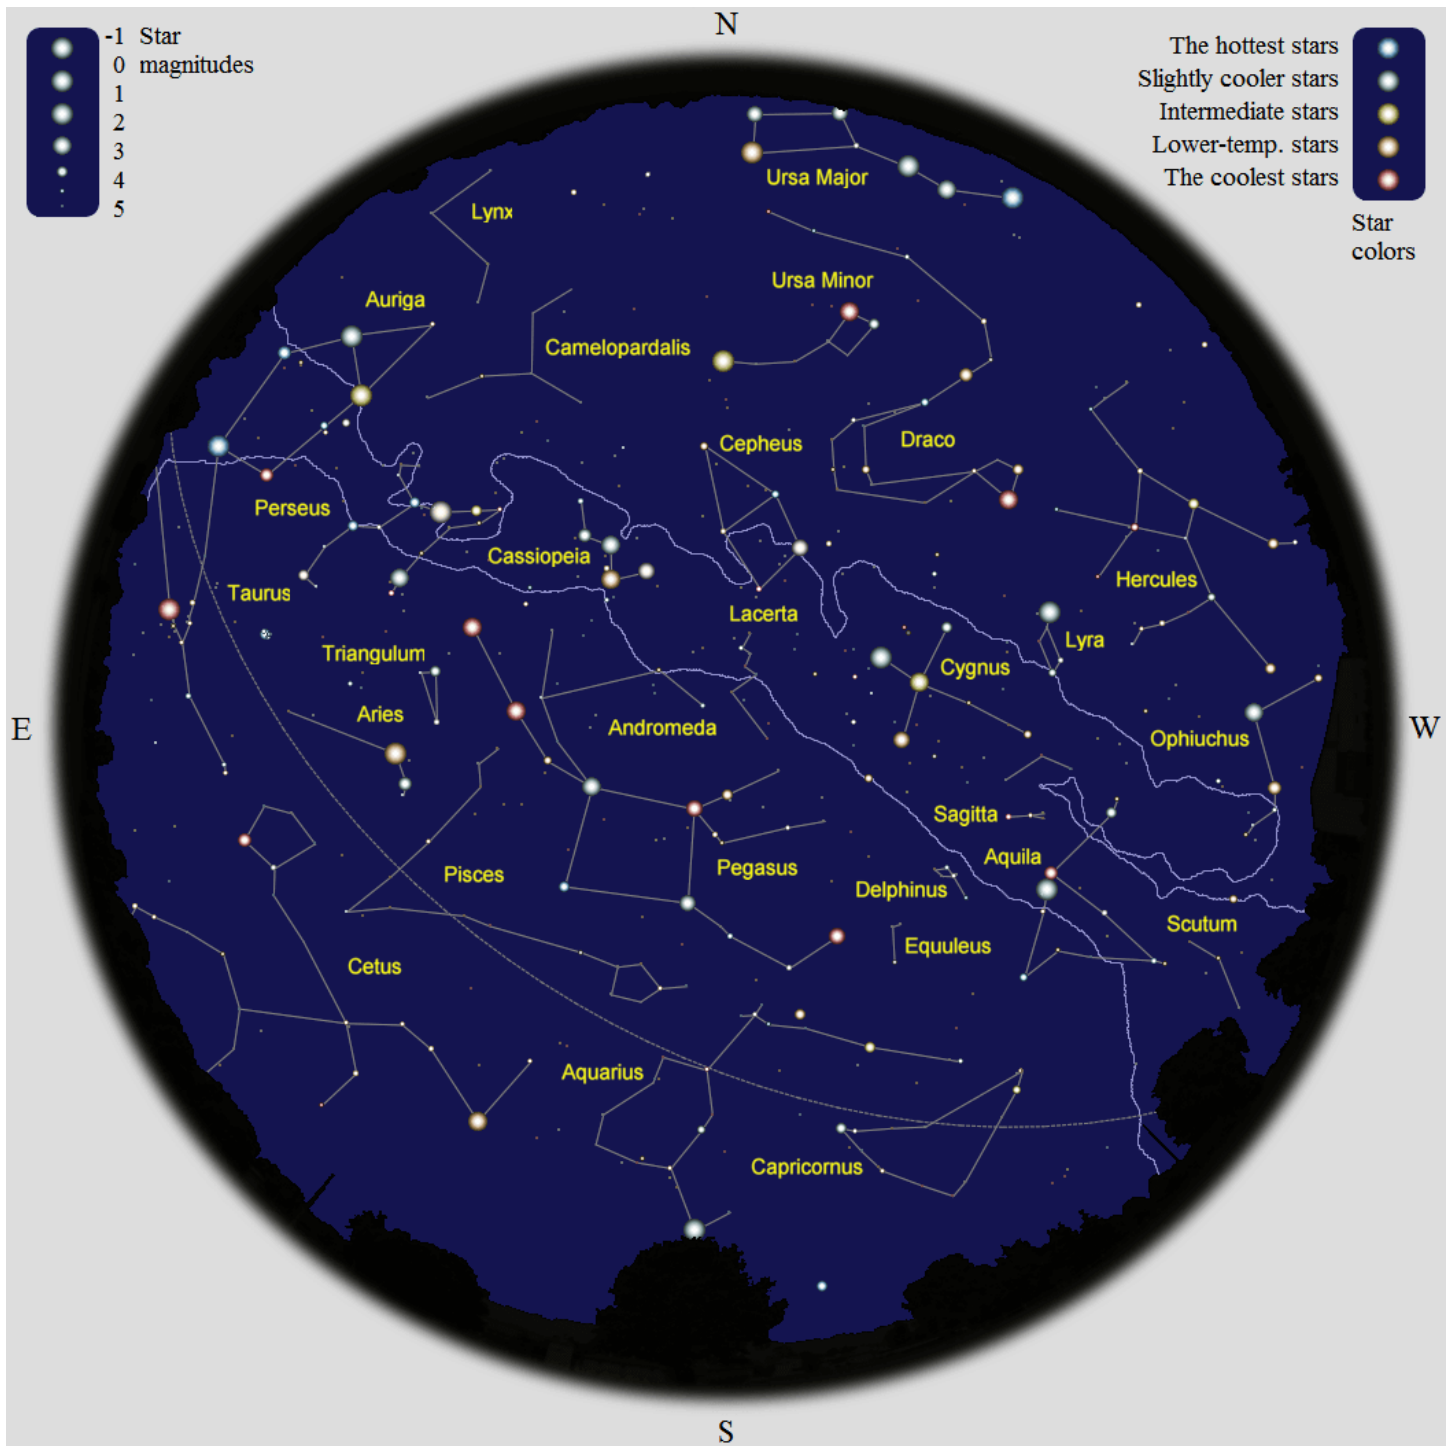 N
-1 Star
0 magnitudes
1
2
3
4
5
The hottest stars
Slightly cooler stars
Intermediate stars
Lower-temp. stars
The coolest stars
Star
colors
Ursa Major
Lynx
Ursa Minor
Auriga
Camelopardalis
Cepheus
Draco
Perseus
Cassiopeia
Hercules
Taurus
Lacerta
Lyra
Triangulum
Cygnus
Aries
Andromeda
E
W
Ophiuchus
Sagitta
Aquila
Pisces
Pegasus
Delphinus
Scutum
Equuleus
Cetus
Aquarius
Capricornus
S